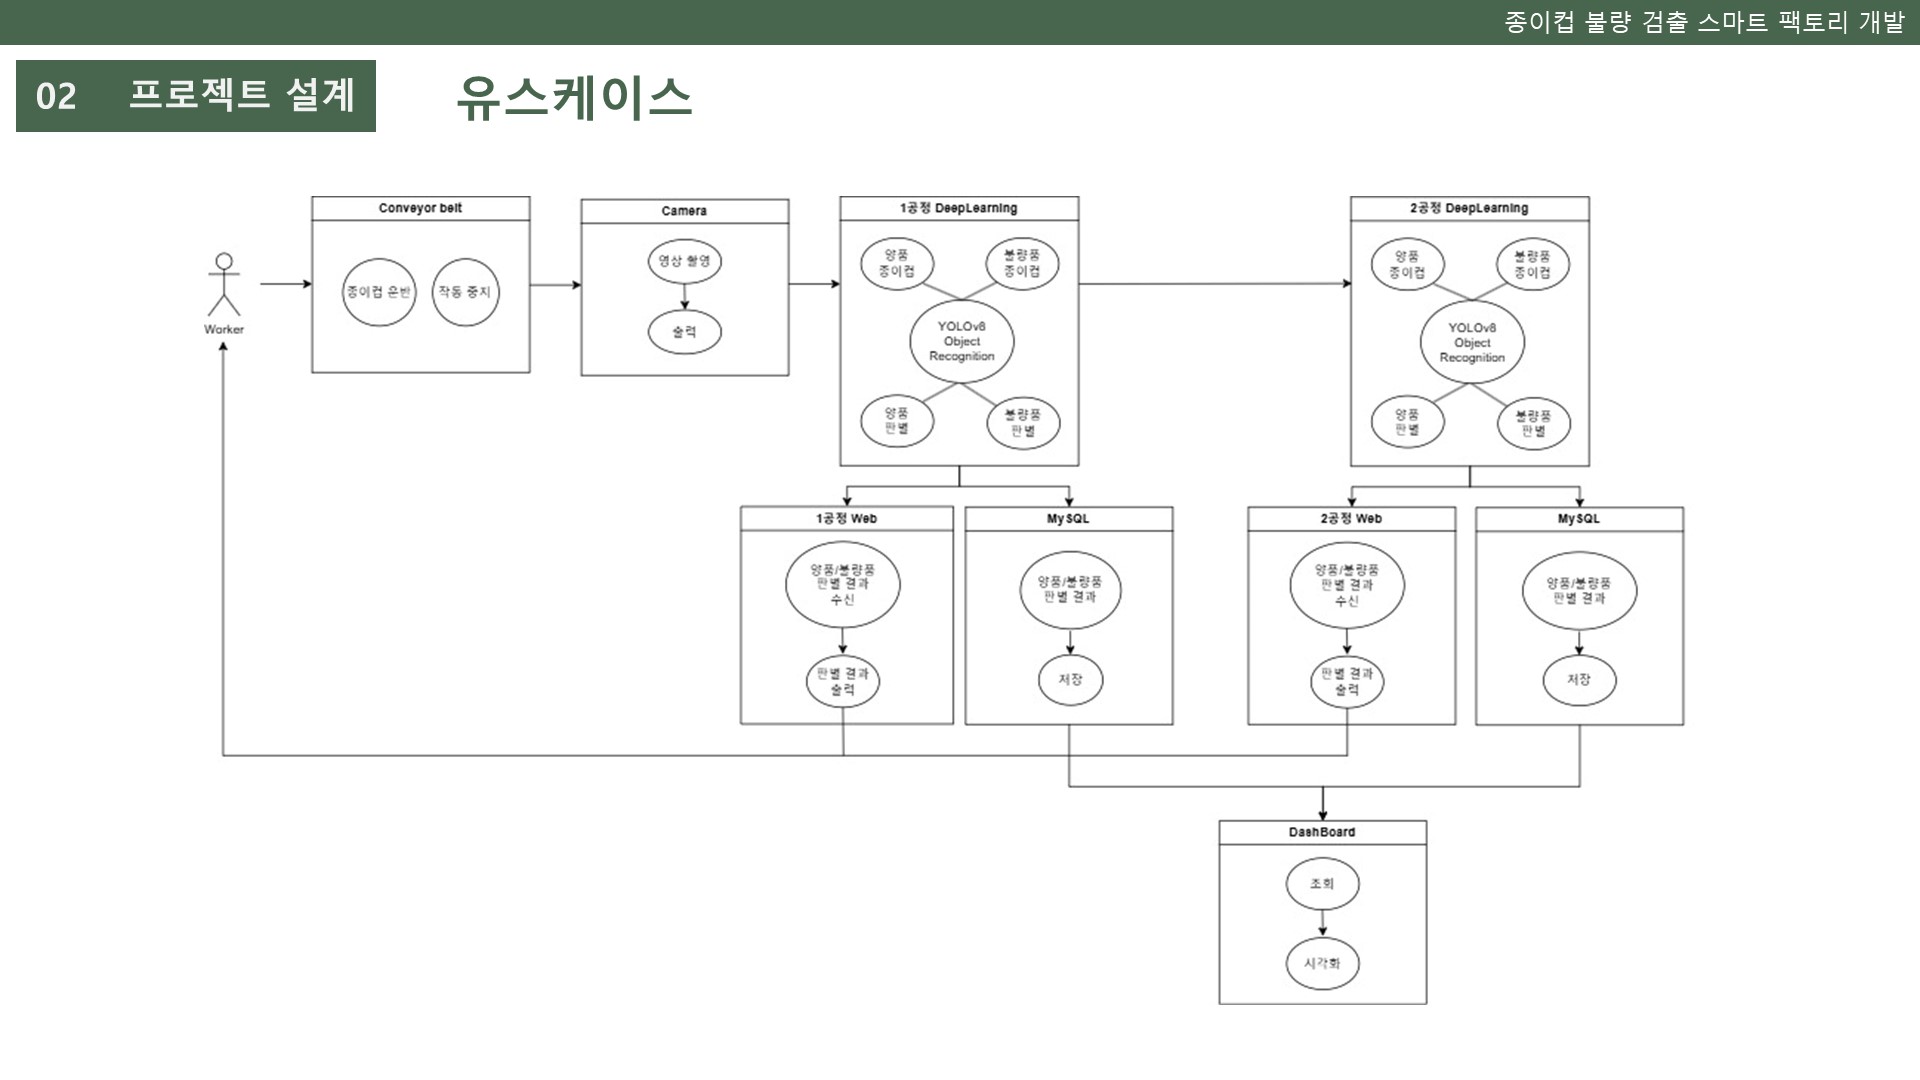 종이컵 불량 검출 스마트 팩토리 개발
02 프로젝트 설계
유스케이스
Worker
Conveyor belt
종이컵 운반
작동 중지
Camera
영상 촬영
출력
1공정 DeepLearning
양품
종이컵
불량품
종이컵
YOLOv8
Object
Recognition
양품
판별
불량품
판별
2공정 DeepLearning
양품
종이컵
불량품
종이컵
YOLOv8
Object
Recognition
양품
판별
불량품
판별
1공정 Web
양품/불량품
판별 결과
수신
판별 결과
출력
MySQL
양품/불량품
판별 결과
저장
2공정 Web
양품/불량품
판별 결과
수신
판별 결과
출력
MySQL
양품/불량품
판별 결과
저장
DashBoard
조회
시각화